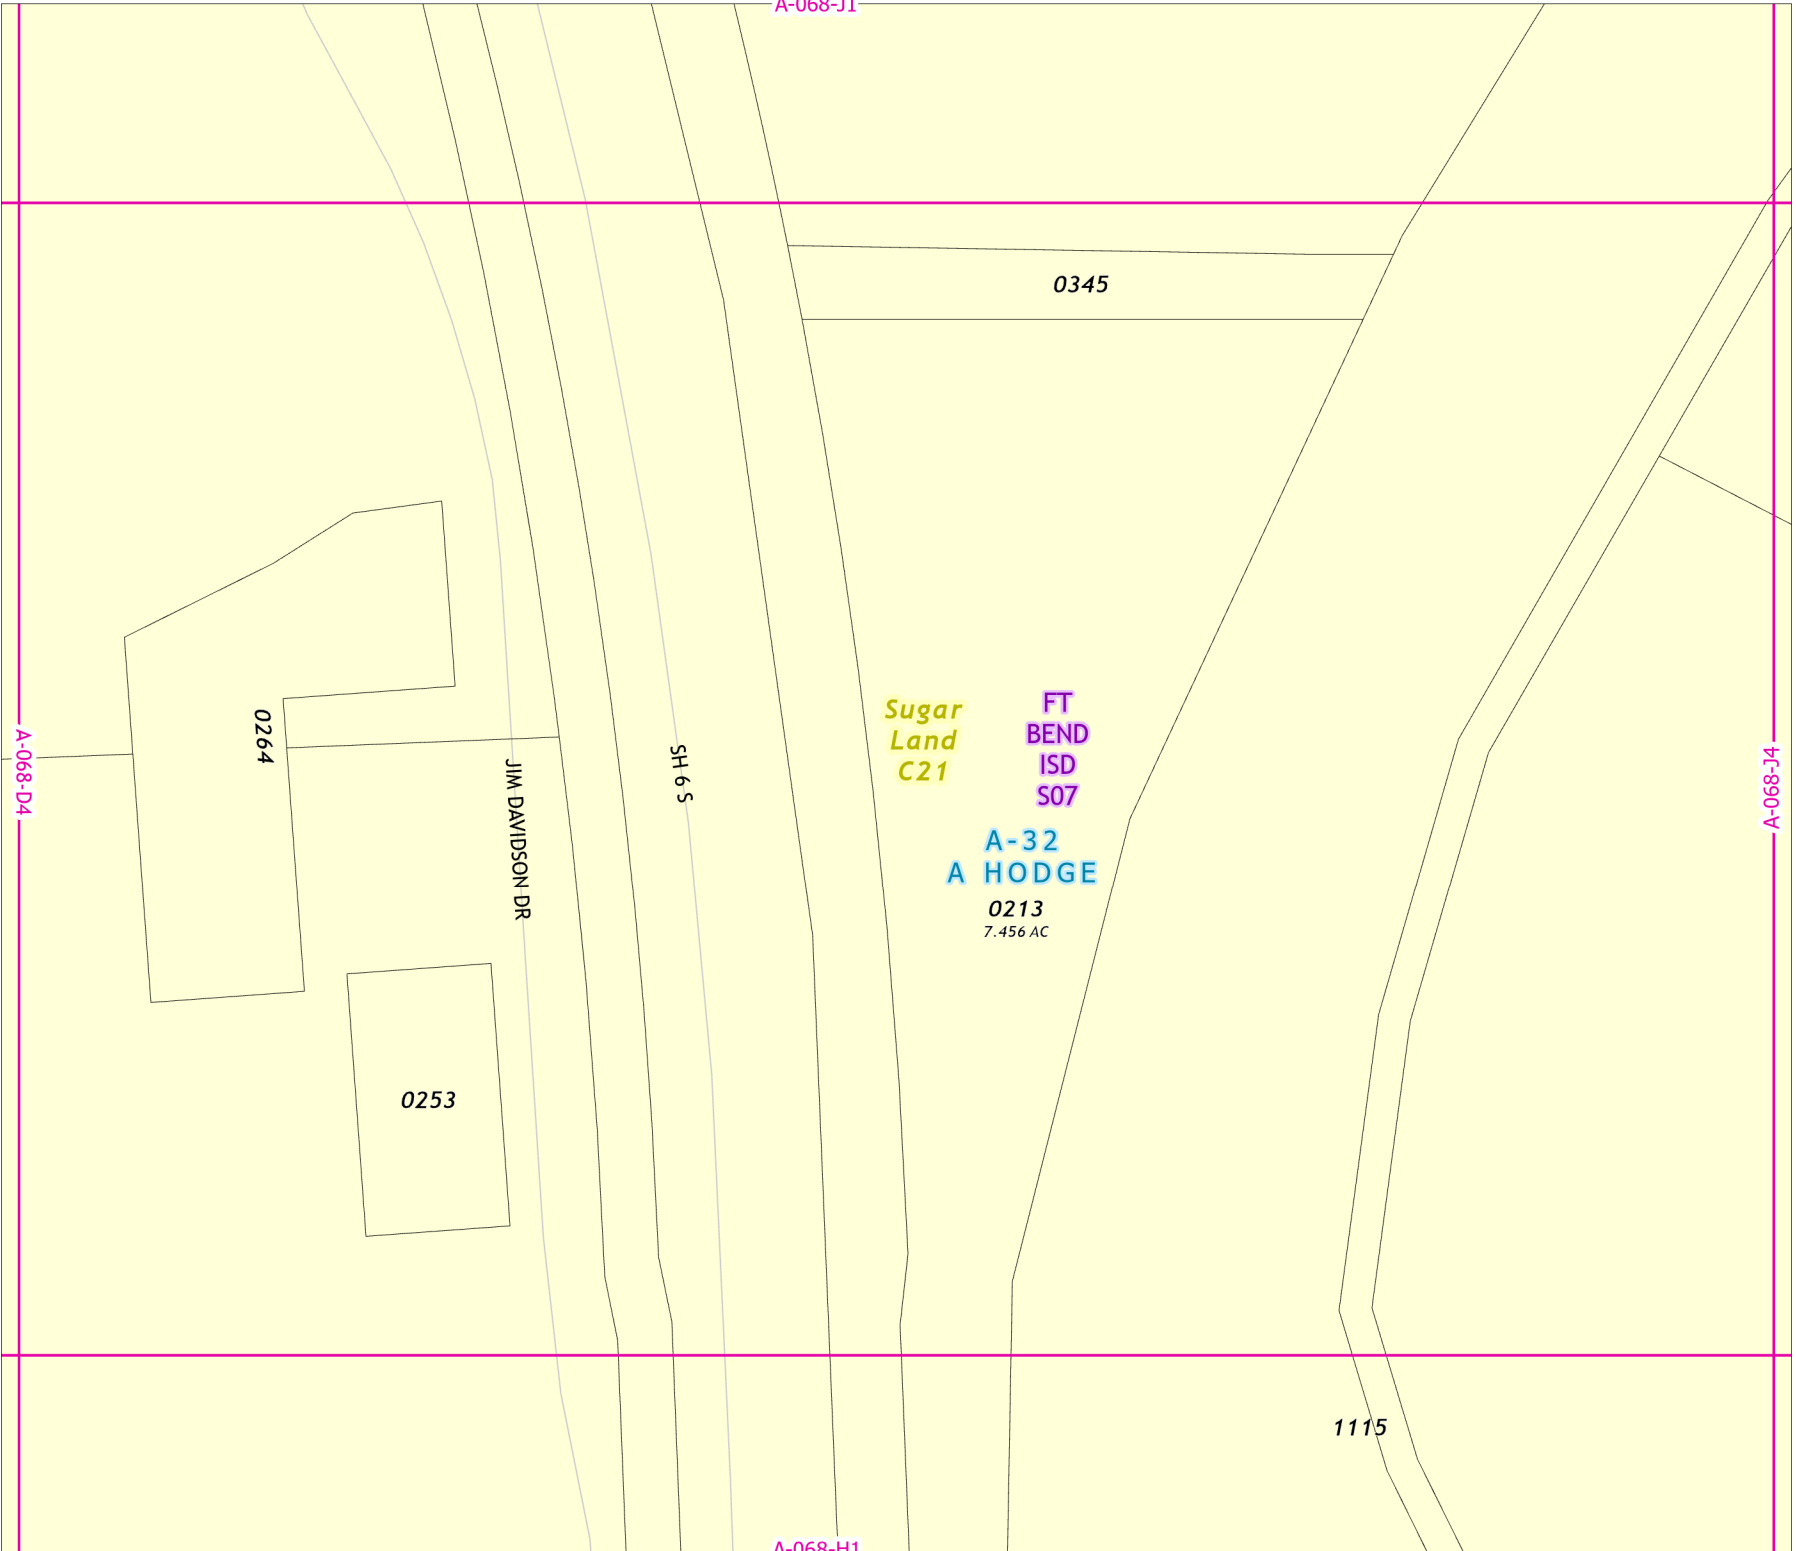 A-068-J1
0345
Sugar
Land
C21
FT
BEND
ISD
S07
0264
A-068-D4
JIM DAVIDSON DR
SH 6 S
A-068-J4
A-32
A HODGE
0213
7.456 AC
0253
1115
A-068-H1